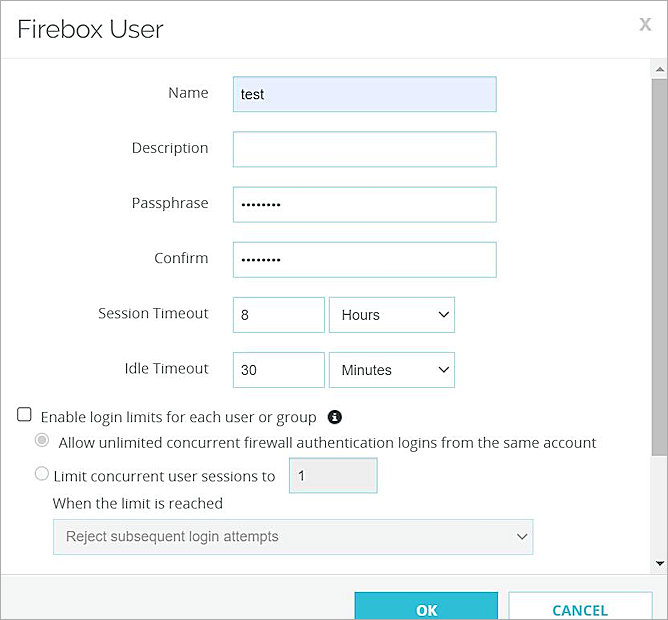 Firebox User X
Name test
Description
Passphrase ••••••••
Confirm ••••••••
Session Timeout 8 Hours
Idle Timeout 30 Minutes
Enable login limits for each user or group
Allow unlimited concurrent firewall authentication logins from the same account
Limit concurrent user sessions to 1
When the limit is reached
Reject subsequent login attempts
OK CANCEL